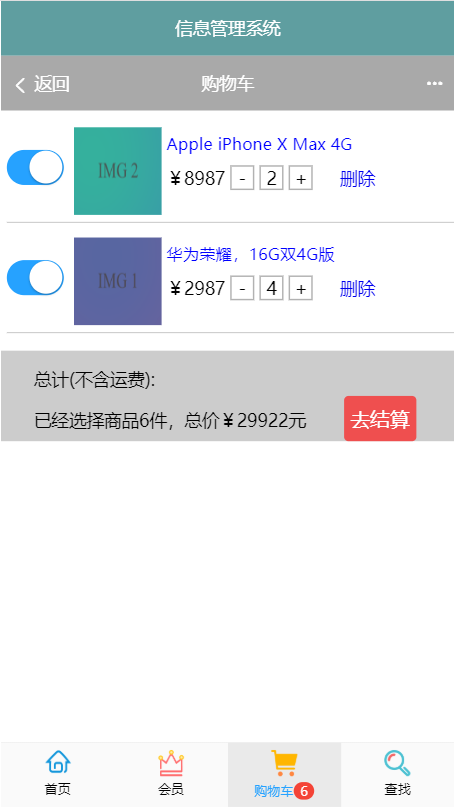 信息管理系统
返回 购物车 •••
IMG 2
Apple iPhone X Max 4G
¥8987 - 2 + 删除
IMG 1
华为荣耀，16G双4G版
¥2987 - 4 + 删除
总计(不含运费):
已经选择商品6件，总价¥29922元 去结算
首页 会员 购物车 6 查找